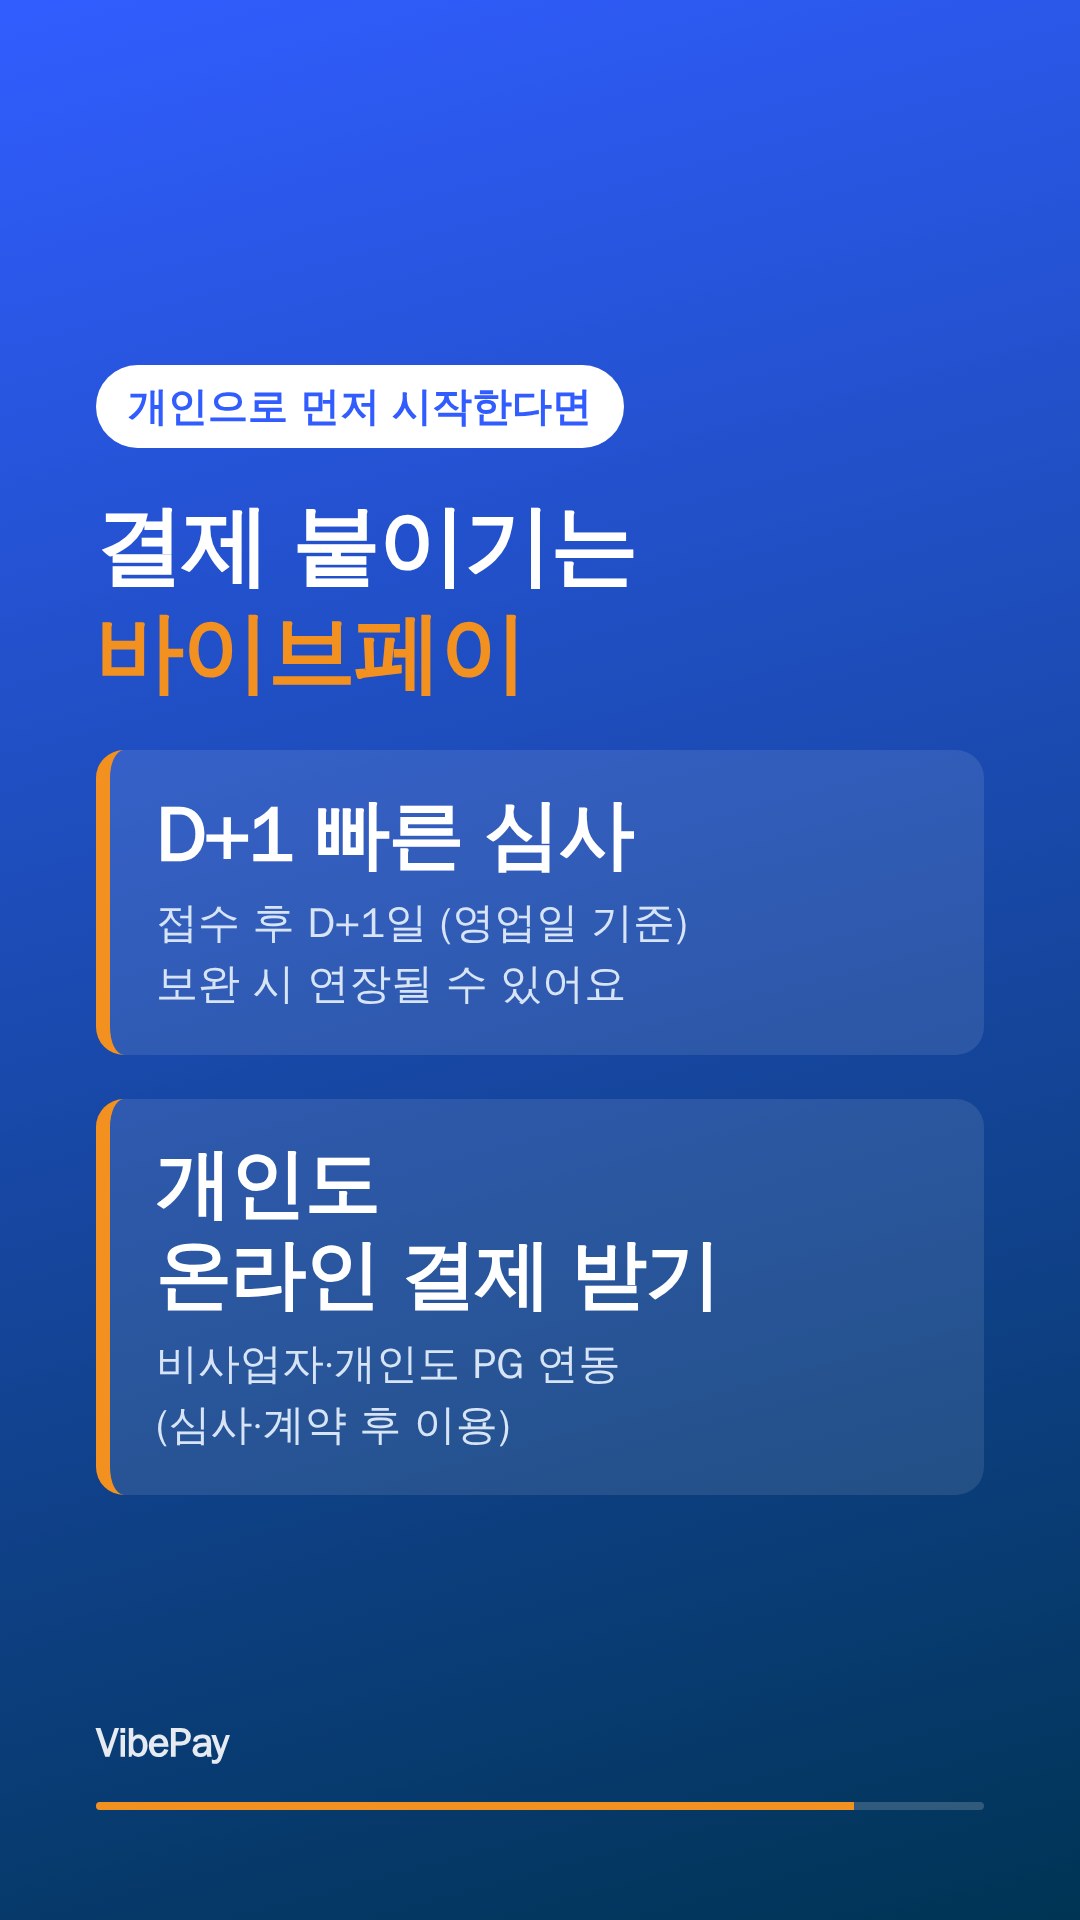 개인으로 먼저 시작한다면
결제 붙이기는
바이브페이
D+1 빠른 심사
접수 후 D+1일 (영업일 기준)
보완 시 연장될 수 있어요
개인도
온라인 결제 받기
비사업자·개인도 PG 연동
(심사·계약 후 이용)
VibePay